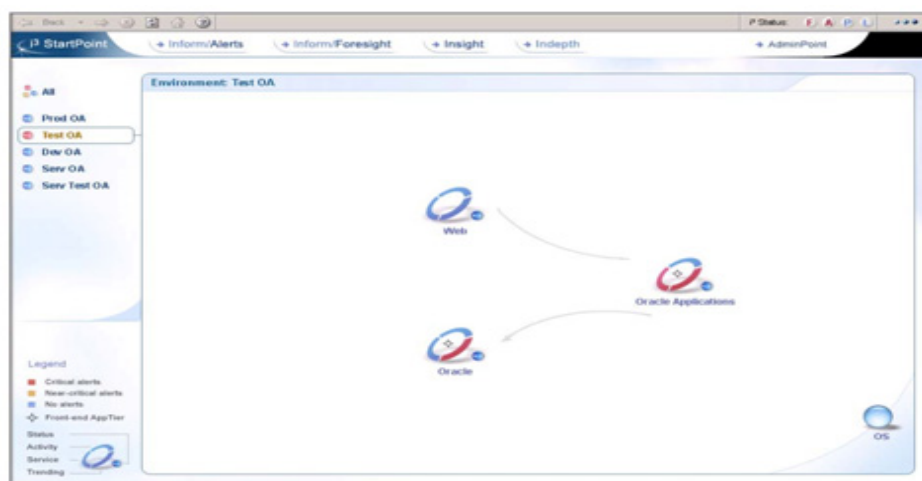 Back
i³ StartPoint
Inform/Alerts
Inform/Foresight
Insight
Indepth
AdminPoint
i³ Status: F A P L
All
Prod OA
Test OA
Dev OA
Serv OA
Serv Test OA
Environment: Test OA
Web
Oracle Applications
Oracle
OS
Legend
Critical alerts
Near-critical alerts
No alerts
Front-end AppTier
Status
Activity
Service
Trending